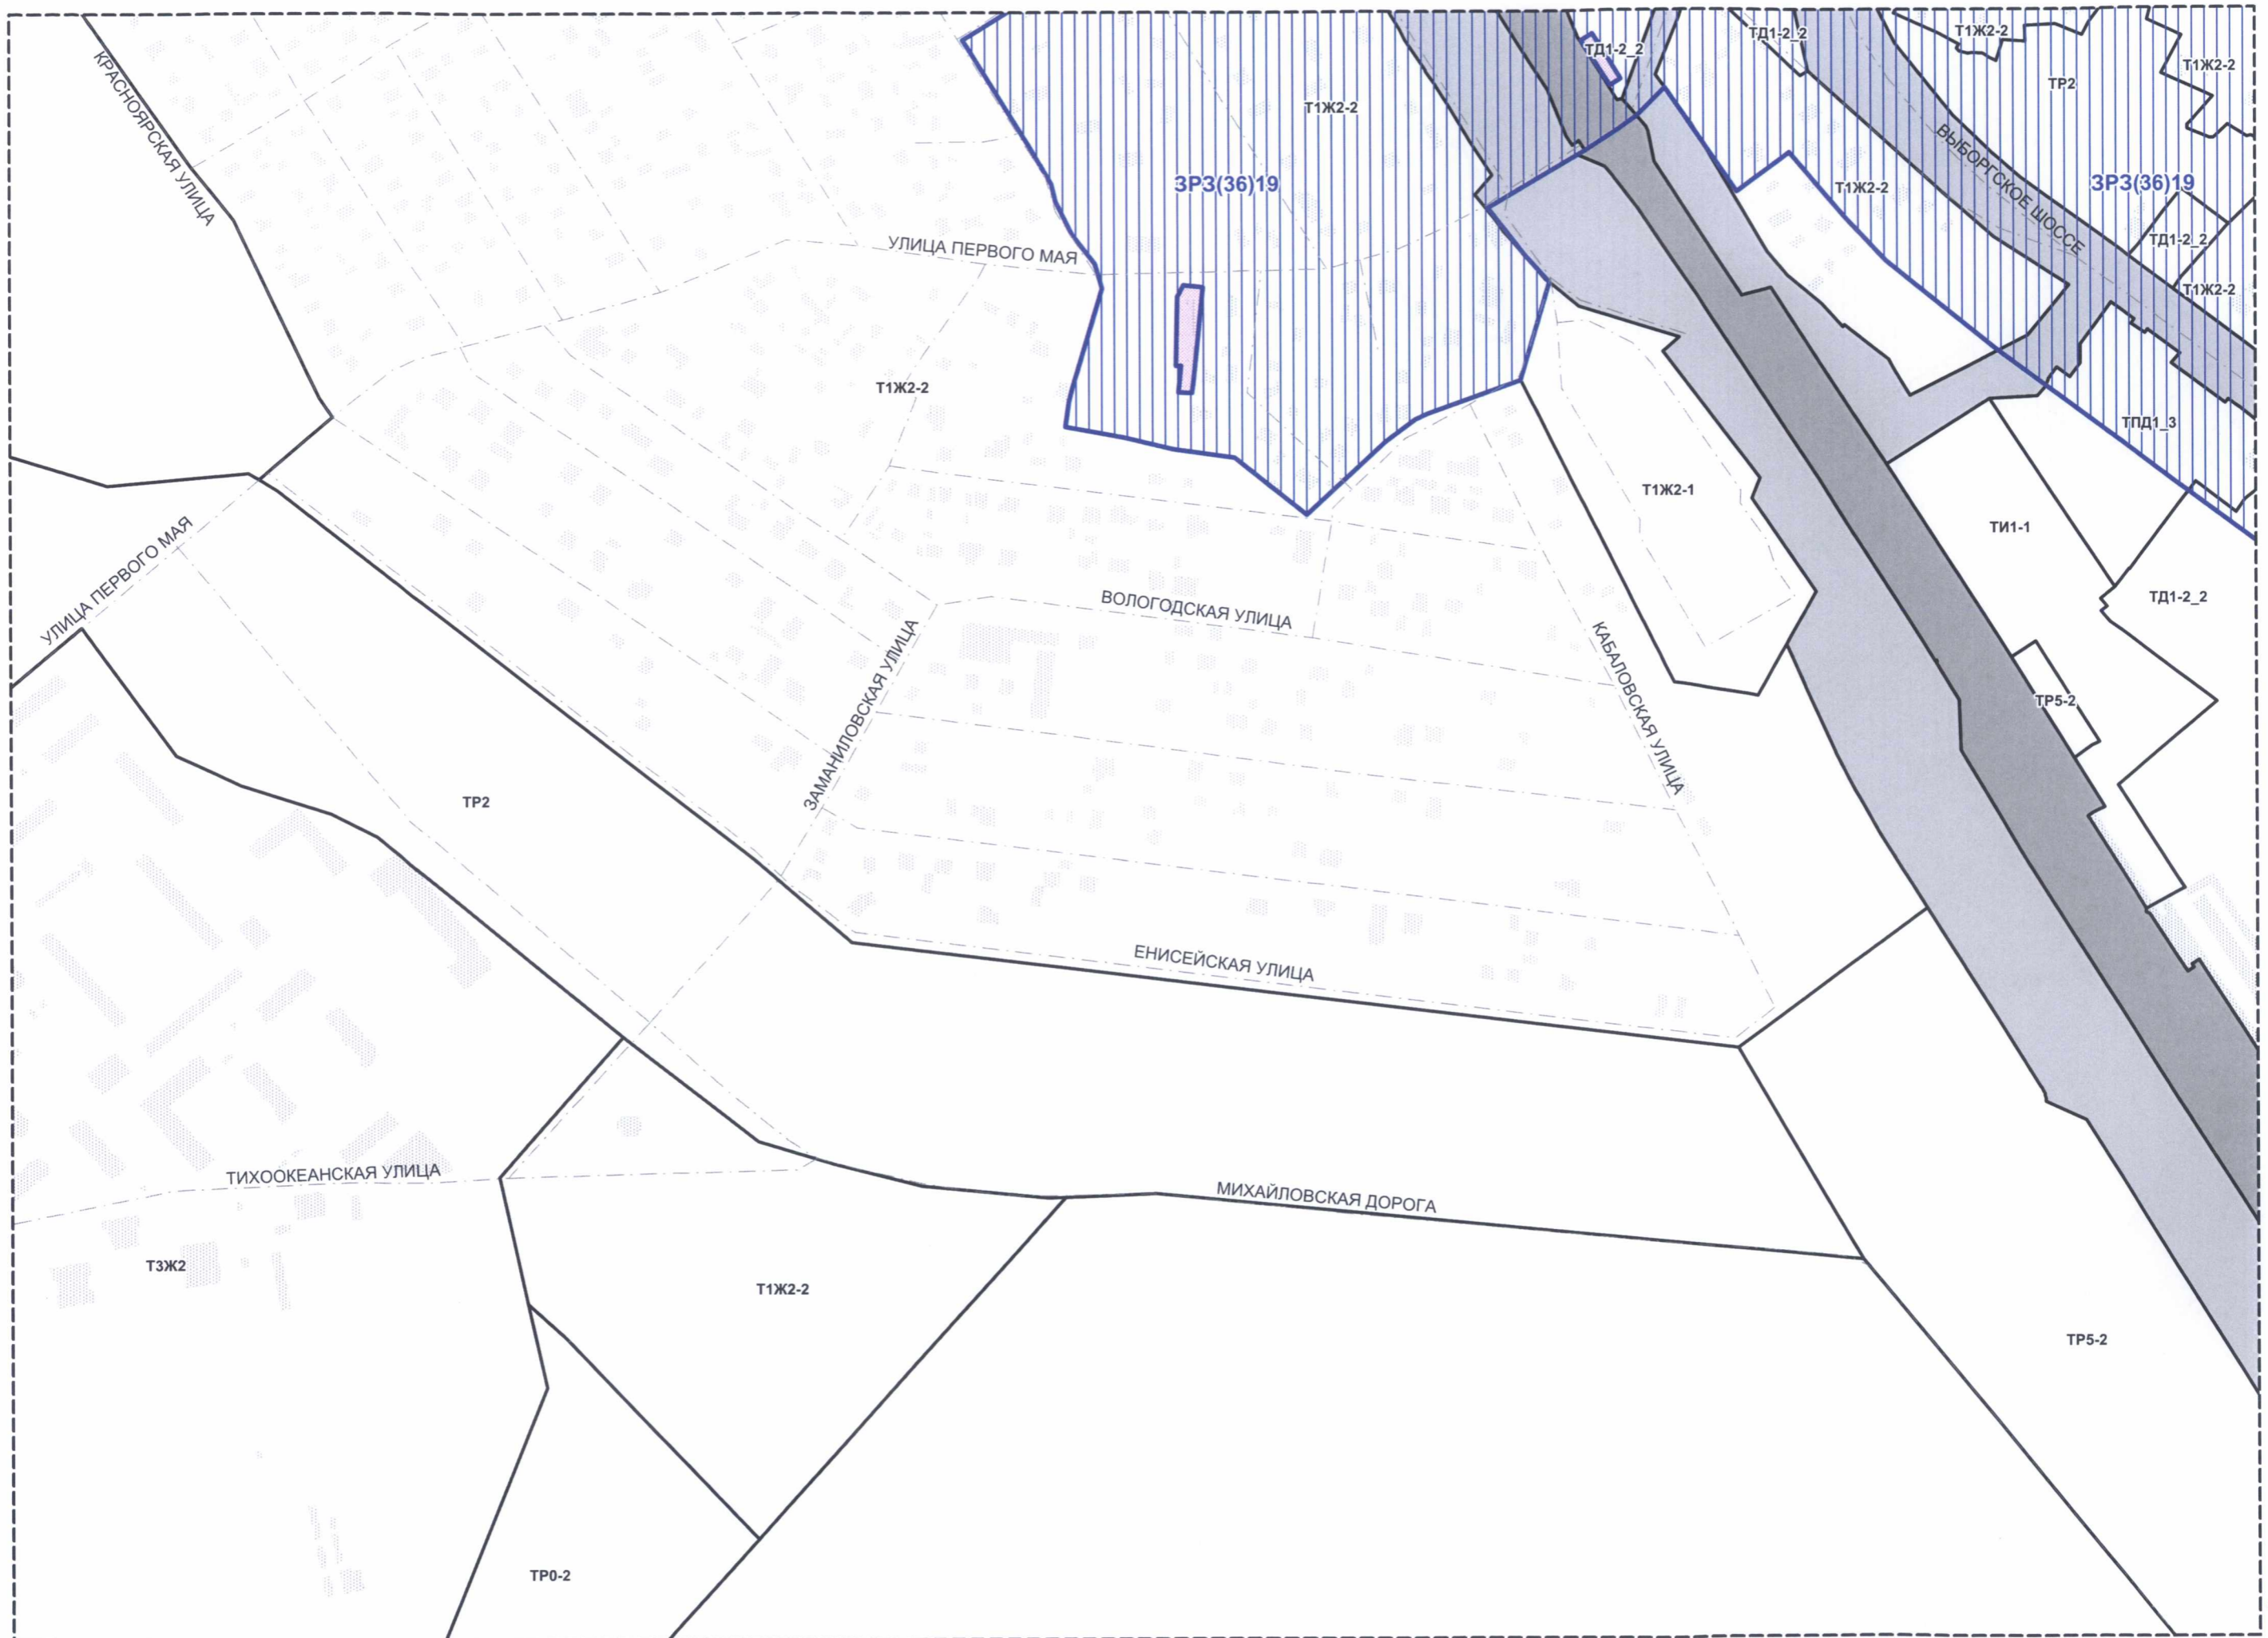 Т1Ж2-2
ТД1-2_2
ТД1-2_2
ТР2
Т1Ж2-2
КРАСНОЯРСКАЯ УЛИЦА
Т1Ж2-2
ВЫБОРГСКОЕ ШОССЕ
ЗРЗ(36)19
Т1Ж2-2
ЗРЗ(36)19
УЛИЦА ПЕРВОГО МАЯ
ТД1-2_2
Т1Ж2-2
Т1Ж2-2
ТПД1_3
Т1Ж2-1
ТИ1-1
УЛИЦА ПЕРВОГО МАЯ
ВОЛОГОДСКАЯ УЛИЦА
ТД1-2_2
ЗАМАНИЛОВСКАЯ УЛИЦА
КАБАЛОВСКАЯ УЛИЦА
ТР5-2
ТР2
ЕНИСЕЙСКАЯ УЛИЦА
ТИХООКЕАНСКАЯ УЛИЦА
МИХАЙЛОВСКАЯ ДОРОГА
Т3Ж2
Т1Ж2-2
ТР5-2
ТР0-2